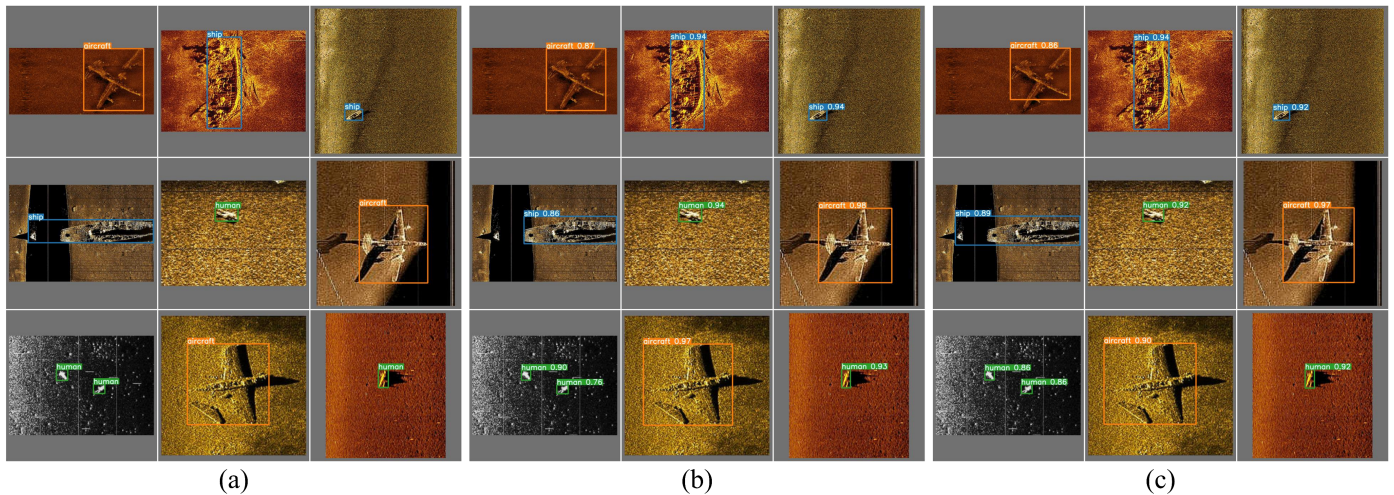 aircraft
ship
ship
ship
human
aircraft
human
human
aircraft
human
(a)
aircraft 0.87
ship 0.94
ship 0.94
ship 0.86
human 0.94
aircraft 0.98
human 0.90
human 0.76
aircraft 0.97
human 0.93
(b)
aircraft 0.86
ship 0.94
ship 0.92
ship 0.89
human 0.92
aircraft 0.97
human 0.86
human 0.86
aircraft 0.90
human 0.92
(c)